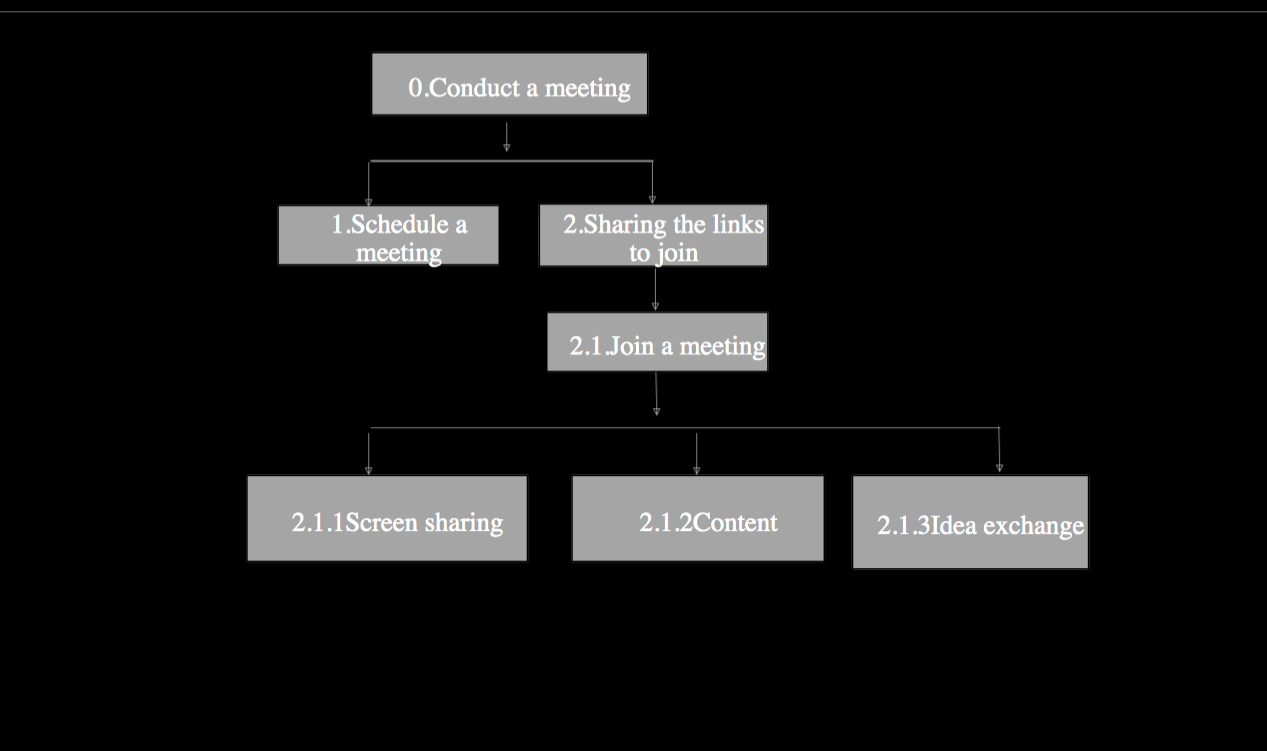 0.Conduct a meeting
1.Schedule a
meeting
2.Sharing the links
to join
2.1.Join a meeting
2.1.1Screen sharing
2.1.2Content
2.1.3Idea exchange